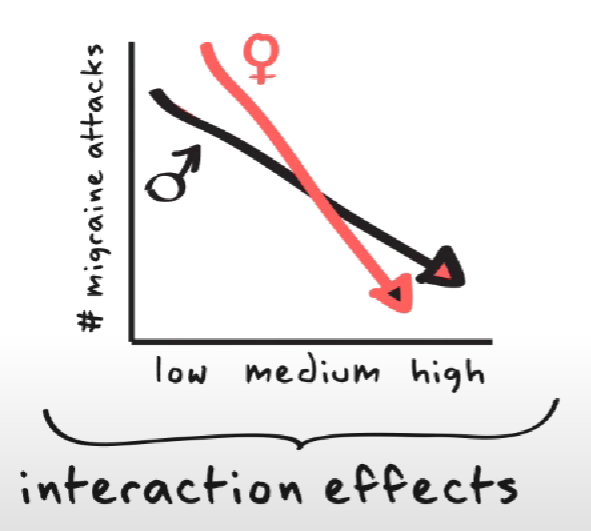 # migraine attacks
♀
♂
low medium high
interaction effects